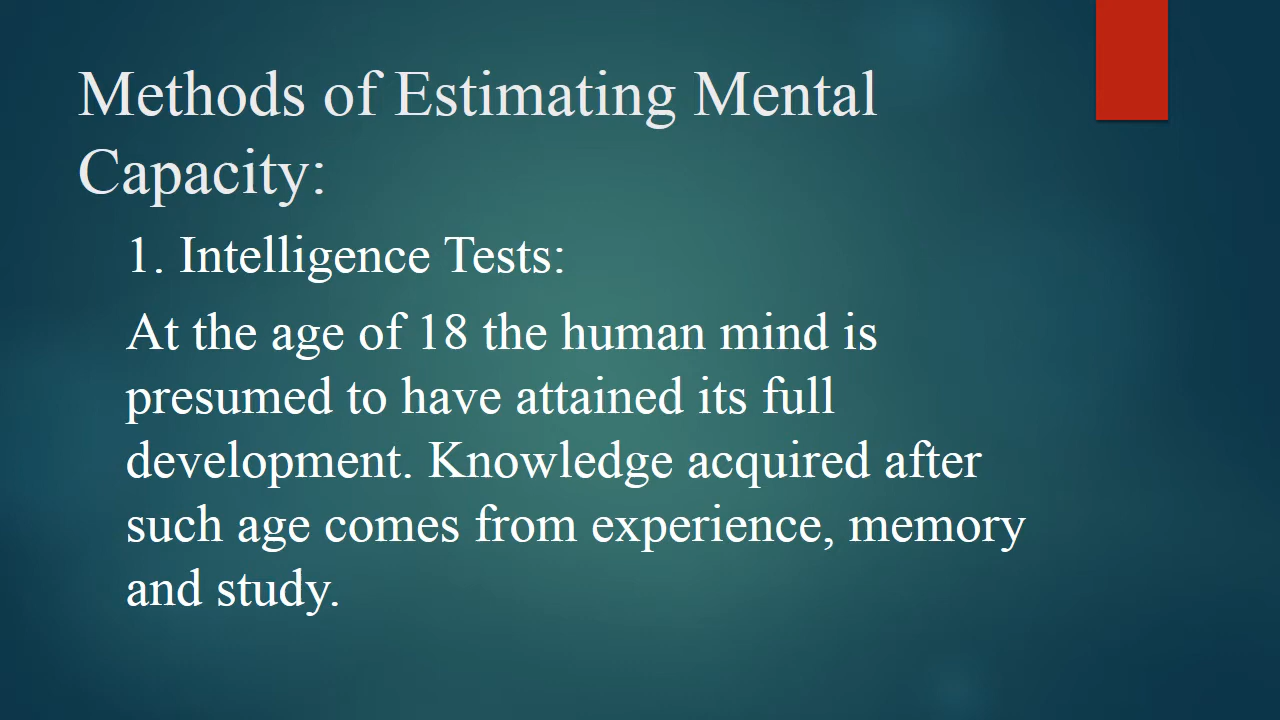 Methods of Estimating Mental
Capacity:
1. Intelligence Tests:
At the age of 18 the human mind is
presumed to have attained its full
development. Knowledge acquired after
such age comes from experience, memory
and study.